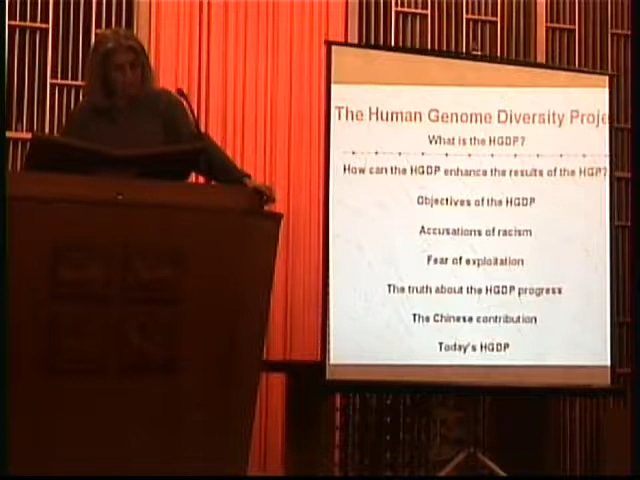 The Human Genome Diversity Proje
What is the HGDP?
How can the HGDP enhance the results of the HGP?
Objectives of the HGDP
Accusations of racism
Fear of exploitation
The truth about the HGDP progress
The Chinese contribution
Today's HGDP